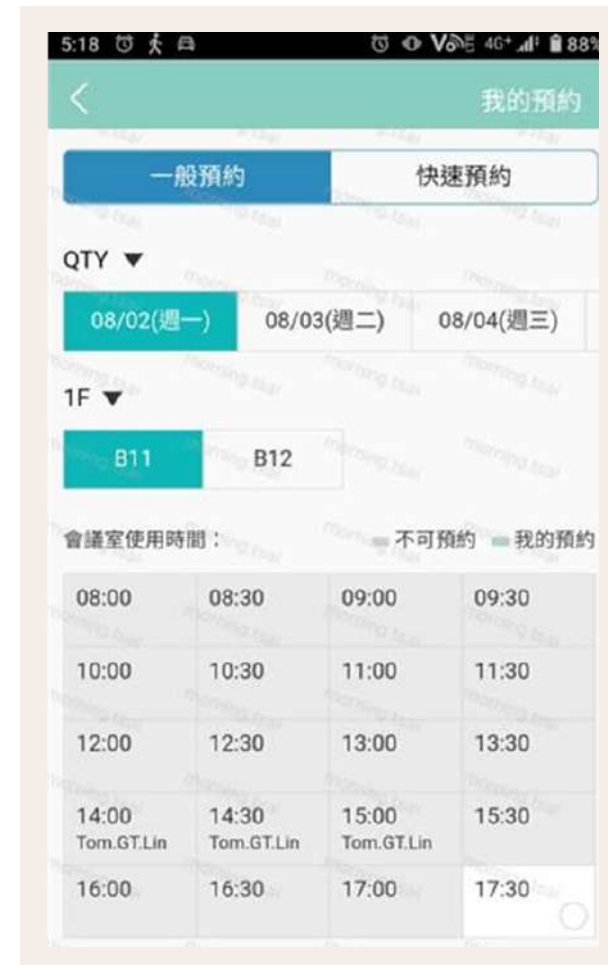 5:18 4G+ 88%
我的預約
一般預約 快速預約
QTY ▼
08/02(週一) 08/03(週二) 08/04(週三)
1F ▼
B11 B12
會議室使用時間： 不可預約 我的預約
08:00 08:30 09:00 09:30
10:00 10:30 11:00 11:30
12:00 12:30 13:00 13:30
14:00 14:30 15:00 15:30
Tom.GT.Lin Tom.GT.Lin Tom.GT.Lin
16:00 16:30 17:00 17:30
morning.tsai